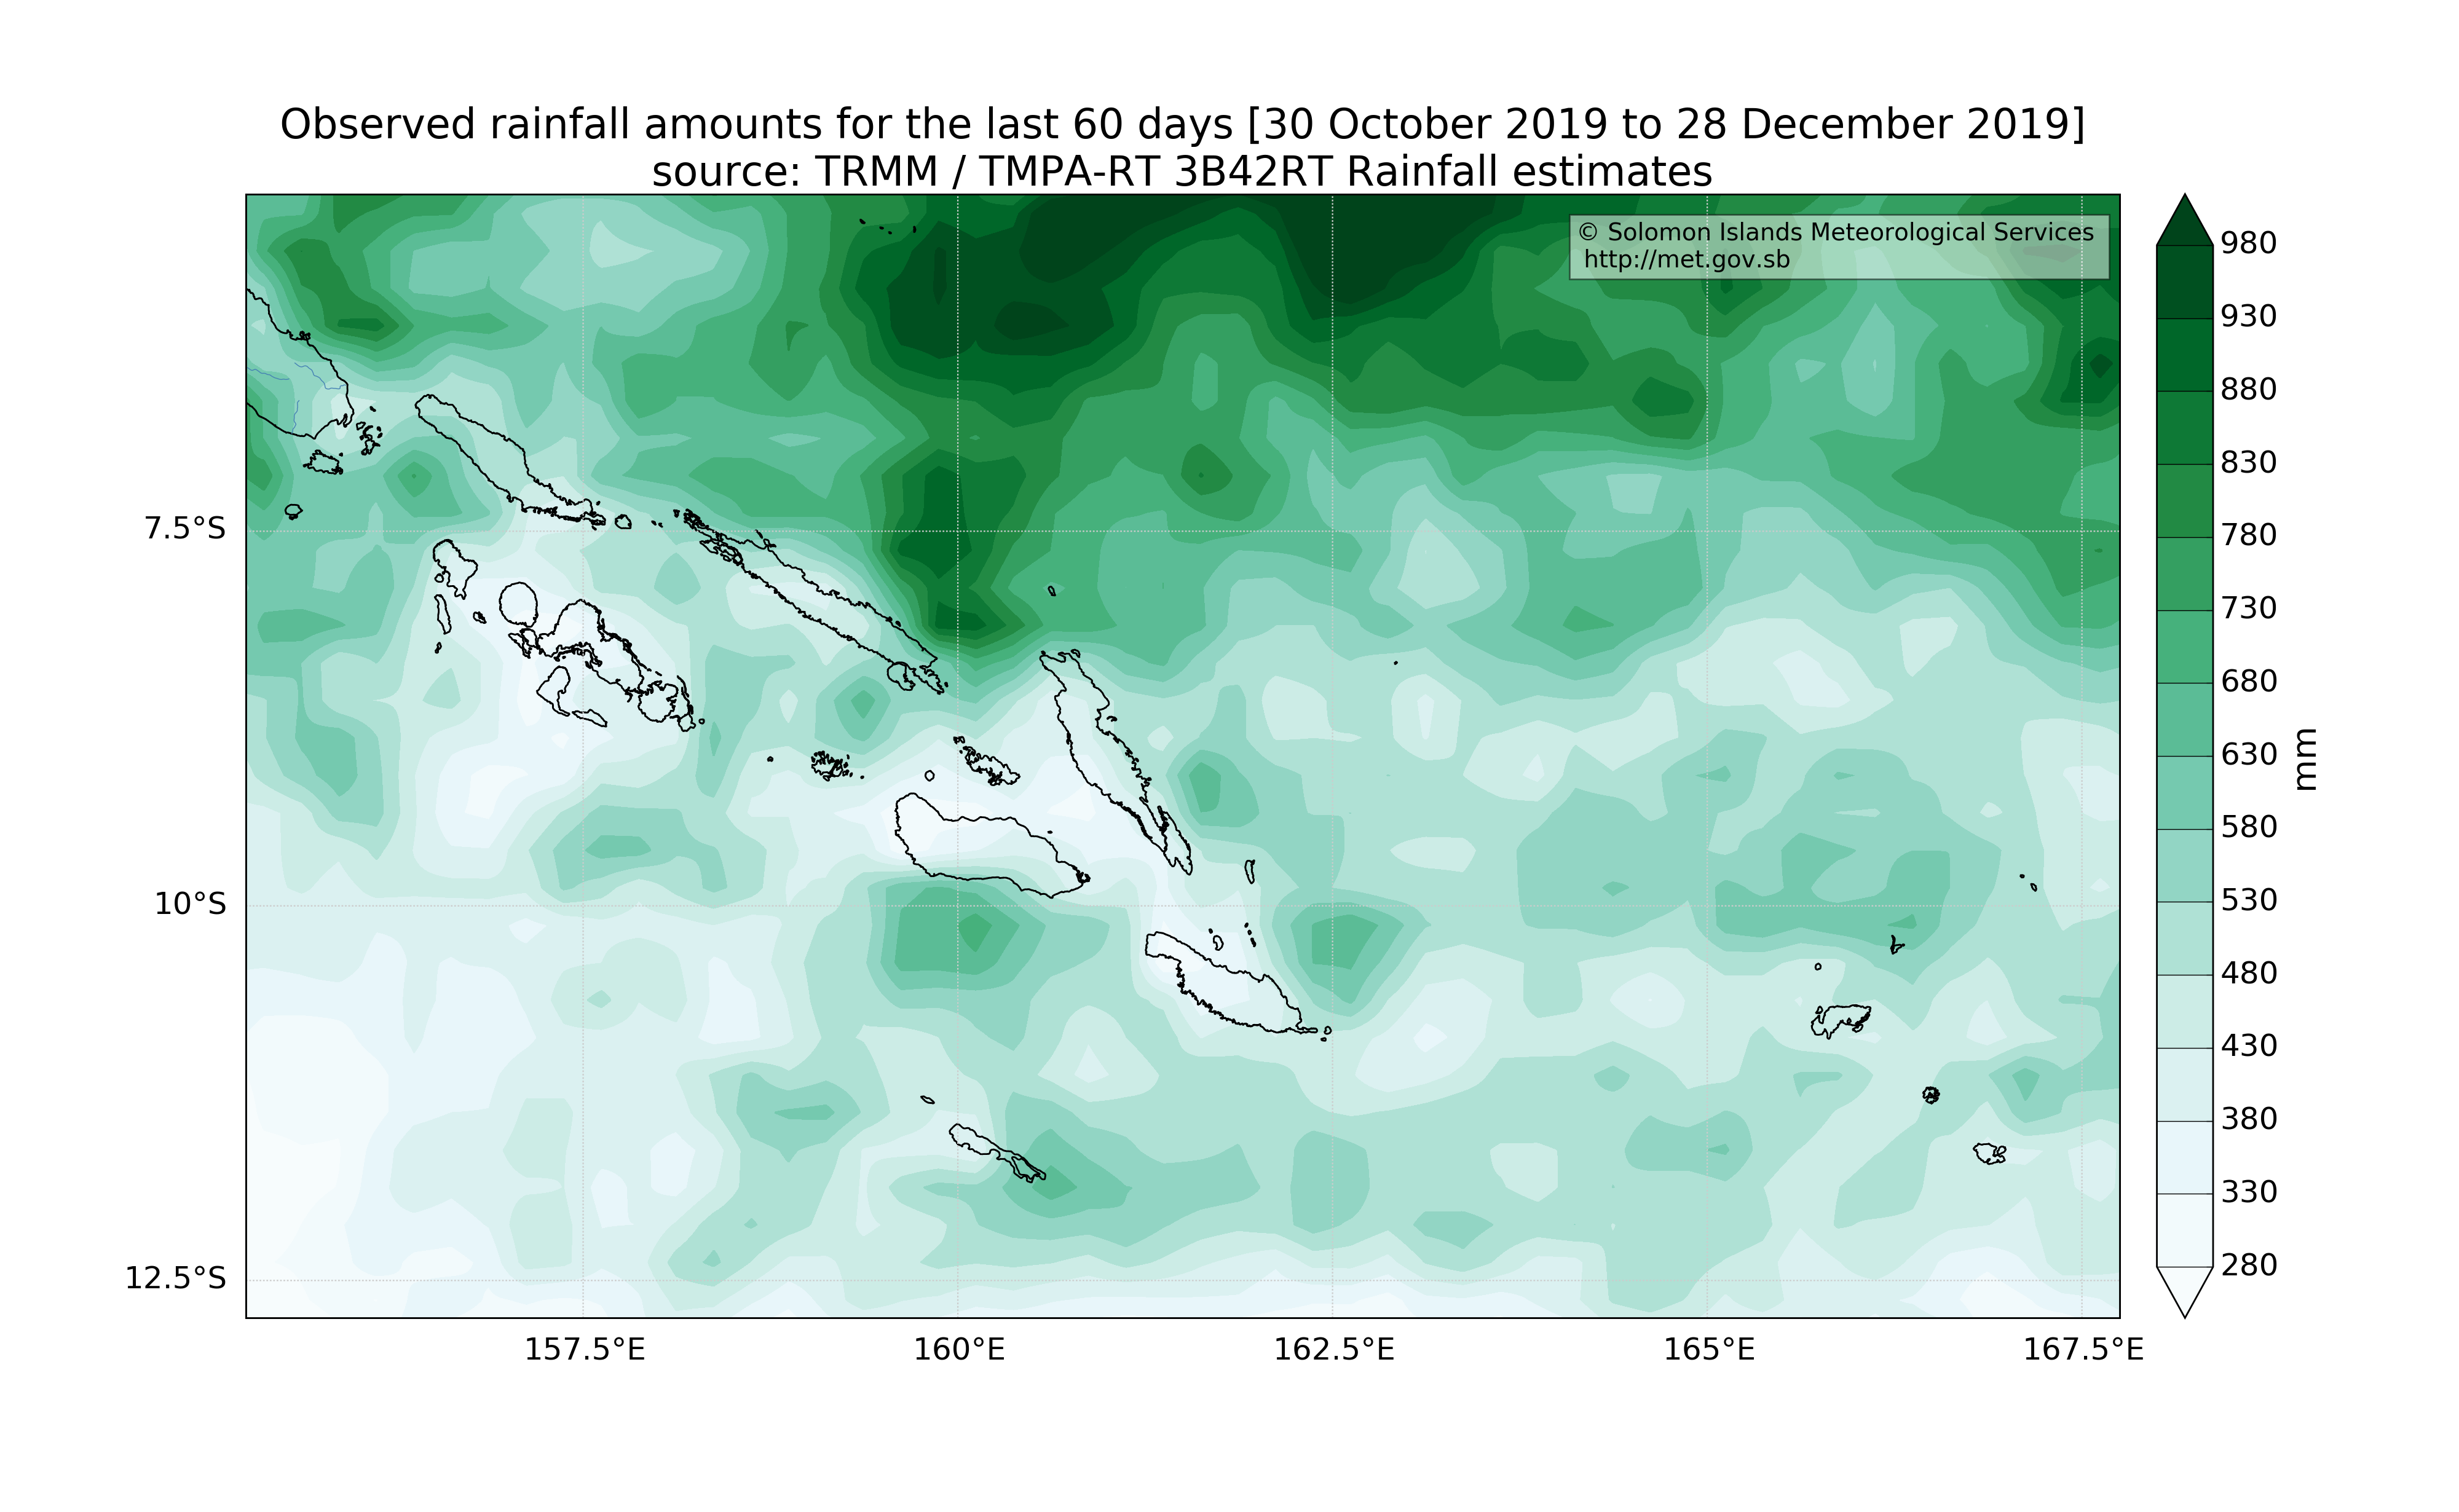 Observed rainfall amounts for the last 60 days [30 October 2019 to 28 December 2019]
source: TRMM / TMPA-RT 3B42RT Rainfall estimates
© Solomon Islands Meteorological Services
http://met.gov.sb
980
930
880
830
780
730
680
630
580
530
480
430
380
330
280
mm
7.5°S
10°S
12.5°S
157.5°E
160°E
162.5°E
165°E
167.5°E